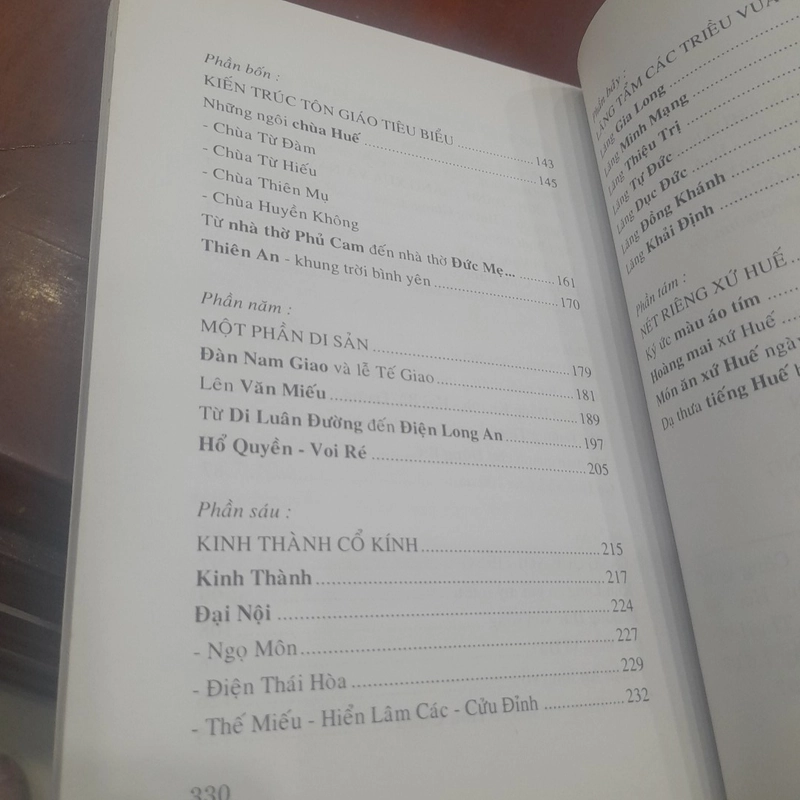 Phần bốn :
KIẾN TRÚC TÔN GIÁO TIÊU BIỂU ..................... 143
Những ngôi chùa Huế ..................... 145
- Chùa Từ Đàm
- Chùa Từ Hiếu
- Chùa Thiên Mụ
- Chùa Huyền Không
Từ nhà thờ Phủ Cam đến nhà thờ Đức Mẹ... ......... 161
Thiên An - khung trời bình yên ..................... 170
Phần năm :
MỘT PHẦN DI SẢN ..................... 179
Đàn Nam Giao và lễ Tế Giao ..................... 181
Lên Văn Miếu ..................... 189
Từ Di Luân Đường đến Điện Long An ............ 197
Hổ Quyền - Voi Ré ..................... 205
Phần sáu :
KINH THÀNH CỔ KÍNH ..................... 215
Kinh Thành ..................... 217
Đại Nội ..................... 224
- Ngọ Môn ..................... 227
- Điện Thái Hòa ..................... 229
- Thế Miếu - Hiển Lâm Các - Cửu Đỉnh ............ 232
330
Phần bảy :
LĂNG TẨM CÁC TRIỀU VUA
Lăng Gia Long
Lăng Minh Mạng
Lăng Thiệu Trị
Lăng Tự Đức
Lăng Dục Đức
Lăng Đồng Khánh
Lăng Khải Định
Phần tám :
NÉT RIÊNG XỨ HUẾ
Ký ức màu áo tím
Hoàng mai xứ Huế
Món ăn xứ Huế ngày
Dạ thưa tiếng Huế